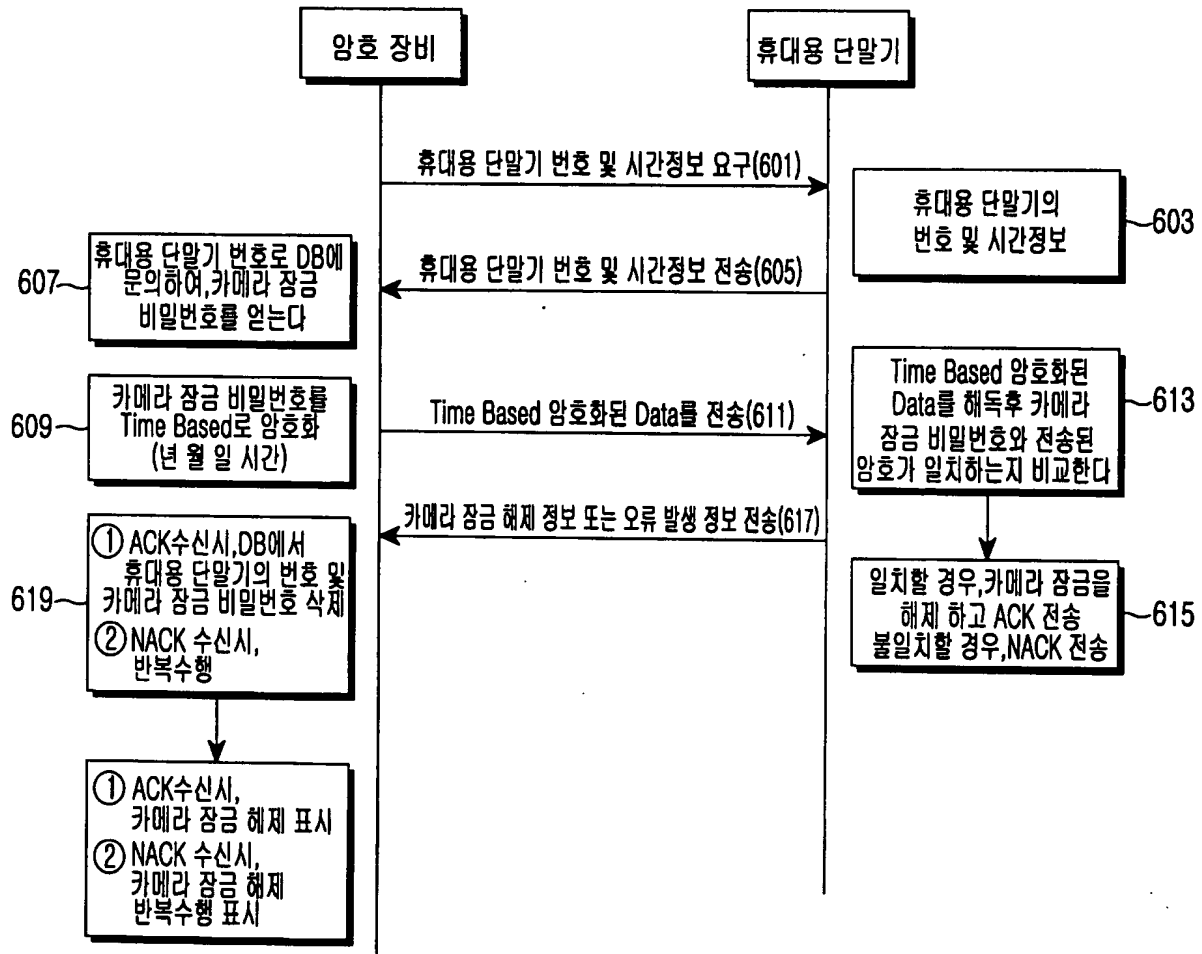 암호 장비
휴대용 단말기
휴대용 단말기 번호 및 시간정보 요구(601)
휴대용 단말기의
번호 및 시간정보
603
607
휴대용 단말기 번호로 DB에
문의하여,카메라 잠금
비밀번호를 얻는다
휴대용 단말기 번호 및 시간정보 전송(605)
609
카메라 잠금 비밀번호를
Time Based로 암호화
(년 월 일 시간)
Time Based 암호화된 Data를 전송(611)
Time Based 암호화된
Data를 해독후 카메라
잠금 비밀번호와 전송된
암호가 일치하는지 비교한다
613
카메라 잠금 해제 정보 또는 오류 발생 정보 전송(617)
619
① ACK수신시,DB에서
휴대용 단말기의 번호 및
카메라 잠금 비밀번호 삭제
② NACK 수신시,
반복수행
일치할 경우,카메라 잠금을
해제 하고 ACK 전송
불일치할 경우,NACK 전송
615
① ACK수신시,
카메라 잠금 해제 표시
② NACK 수신시,
카메라 잠금 해제
반복수행 표시